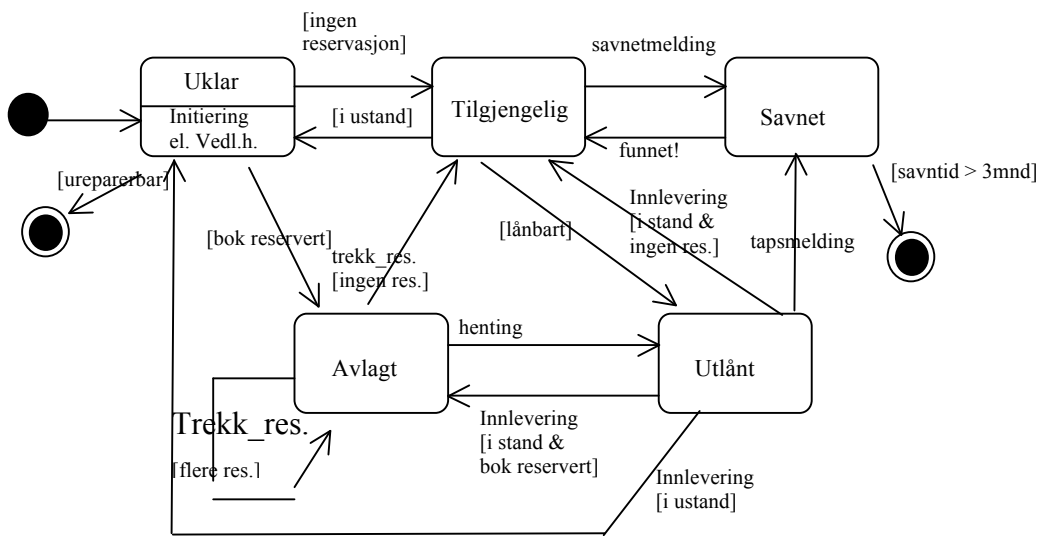 [ingen
reservasjon]
savnetmelding
Uklar
Initiering
el. Vedl.h.
[i ustand]
Tilgjengelig
Savnet
funnet!
[ureparerbar]
[savntid > 3mnd]
Innlevering
[i stand &
ingen res.]
[lånbart]
tapsmelding
[bok reservert]
trekk_res.
[ingen res.]
henting
Avlagt
Utlånt
Trekk_res.
[flere res.]
Innlevering
[i stand &
bok reservert]
Innlevering
[i ustand]